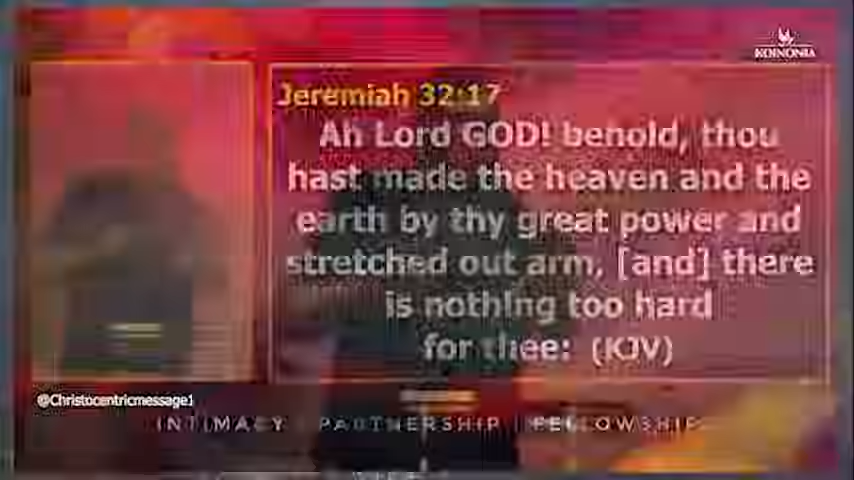 KOINONIA
Jeremiah 32:17
Ah Lord GOD! behold, thou
hast made the heaven and the
earth by thy great power and
stretched out arm, [and] there
is nothing too hard
for thee: (KJV)
@Christocentricmessage1
INTIMACY | PARTNERSHIP | FELLOWSHIP